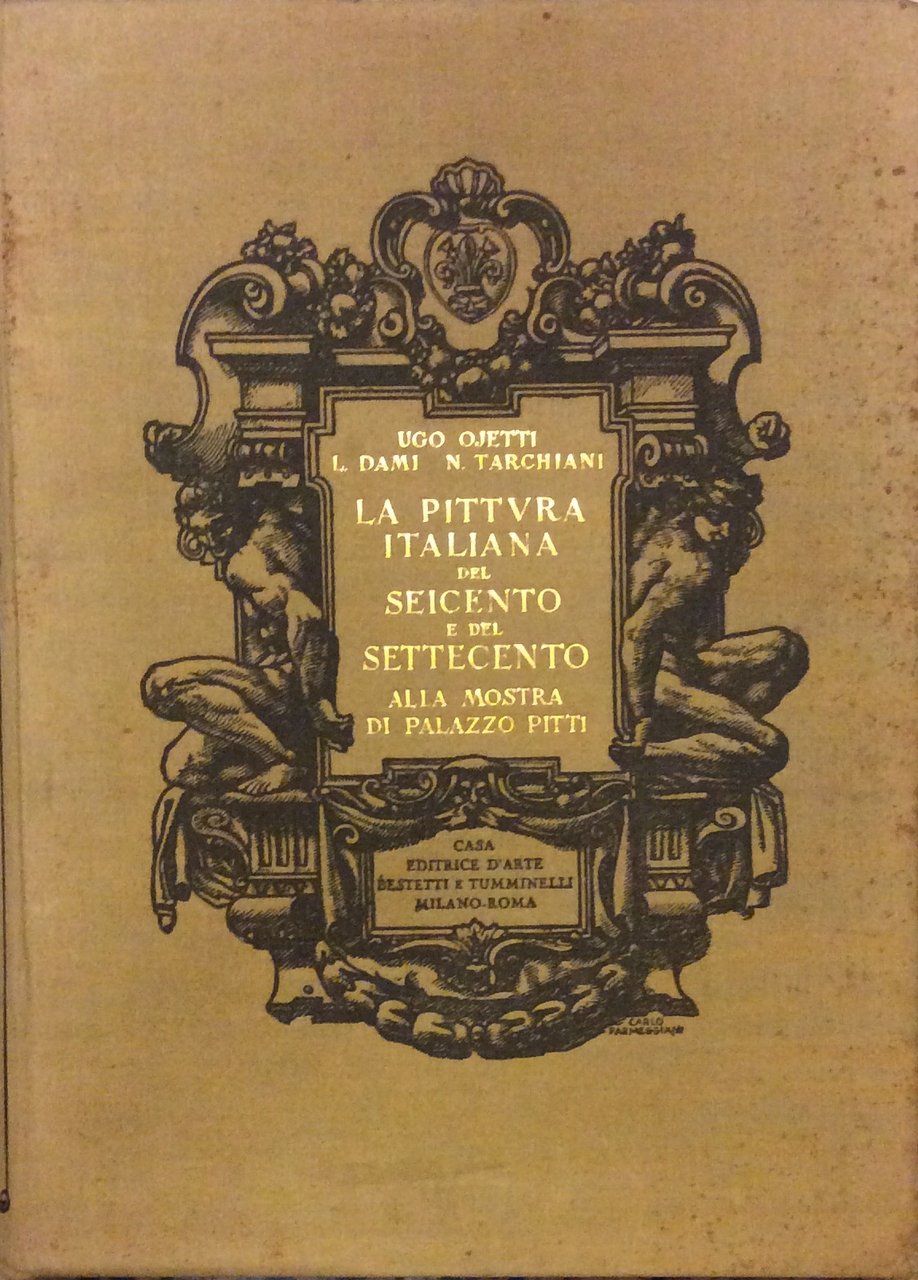 UGO OJETTI
L. DAMI N. TARCHIANI
LA PITTVRA
ITALIANA
DEL
SEICENTO
E DEL
SETTECENTO
ALLA MOSTRA
DI PALAZZO PITTI
CASA
EDITRICE D'ARTE
BESTETTI E TUMMINELLI
MILANO-ROMA
CARLO
PARMEGGIANI